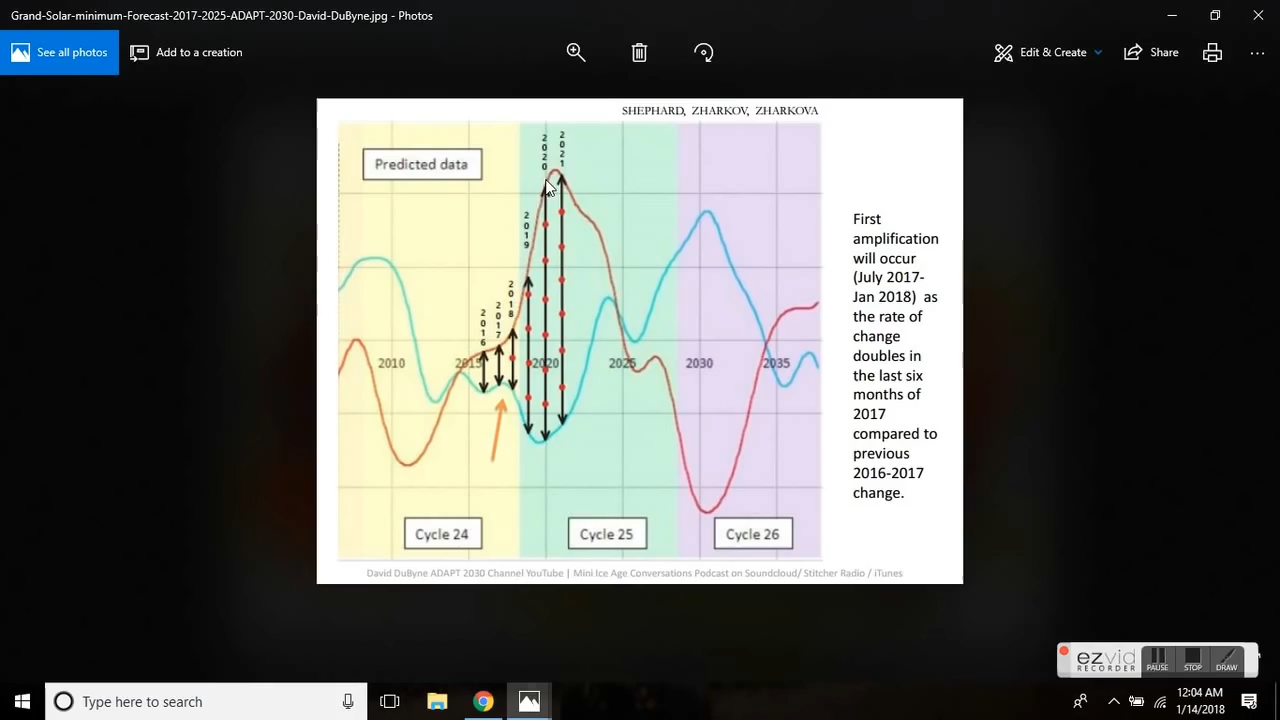 Grand-Solar-minimum-Forecast-2017-2025-ADAPT-2030-David-DuByne.jpg - Photos
See all photos
Add to a creation
Edit & Create
Share
SHEPHARD, ZHARKOV, ZHARKOVA
Predicted data
2016
2017
2018
2019
2020
2021
2010
2015
2020
2025
2030
2035
Cycle 24
Cycle 25
Cycle 26
First
amplification
will occur
(July 2017-
Jan 2018) as
the rate of
change
doubles in
the last six
months of
2017
compared to
previous
2016-2017
change.
David DuByne ADAPT 2030 Channel YouTube | Mini Ice Age Conversations Podcast on Soundcloud/ Stitcher Radio / iTunes
ezvid
RECORDER
PAUSE
STOP
DRAW
Type here to search
12:04 AM
1/14/2018